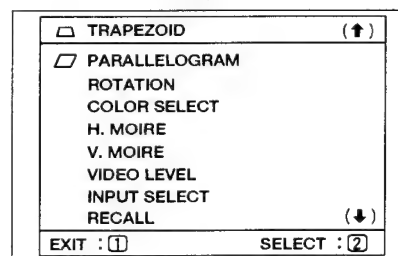 TRAPEZOID (⬆)
PARALLELOGRAM
ROTATION
COLOR SELECT
H. MOIRE
V. MOIRE
VIDEO LEVEL
INPUT SELECT
RECALL (⬇)
EXIT : 1 SELECT : 2